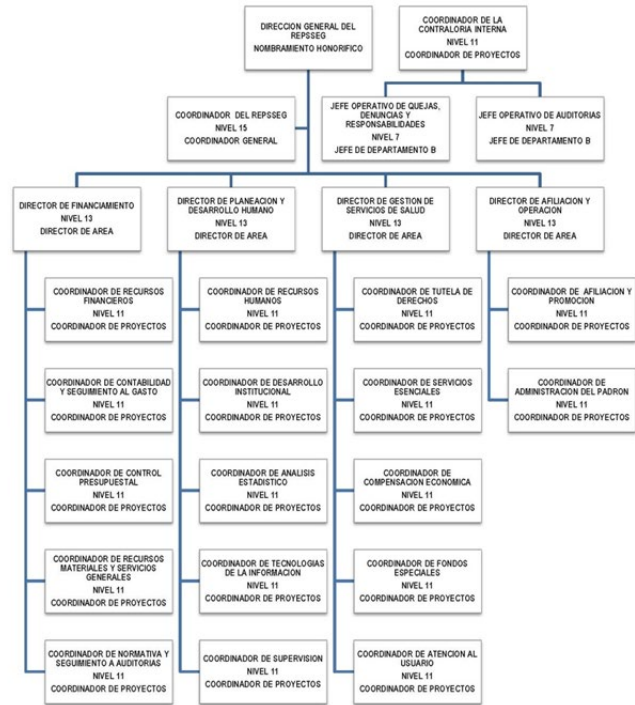 DIRECCION GENERAL DEL
REPSSEG
NOMBRAMIENTO HONORIFICO
COORDINADOR DE LA
CONTRALORIA INTERNA
NIVEL 11
COORDINADOR DE PROYECTOS
COORDINADOR DEL REPSSEG
NIVEL 15
COORDINADOR GENERAL
JEFE OPERATIVO DE QUEJAS,
DENUNCIAS Y
RESPONSABILIDADES
NIVEL 7
JEFE DE DEPARTAMENTO B
JEFE OPERATIVO DE AUDITORIAS
NIVEL 7
JEFE DE DEPARTAMENTO B
DIRECTOR DE FINANCIAMIENTO
NIVEL 13
DIRECTOR DE AREA
DIRECTOR DE PLANEACION Y
DESARROLLO HUMANO
NIVEL 13
DIRECTOR DE AREA
DIRECTOR DE GESTION DE
SERVICIOS DE SALUD
NIVEL 13
DIRECTOR DE AREA
DIRECTOR DE AFILIACION Y
OPERACION
NIVEL 13
DIRECTOR DE AREA
COORDINADOR DE RECURSOS
FINANCIEROS
NIVEL 11
COORDINADOR DE PROYECTOS
COORDINADOR DE RECURSOS
HUMANOS
NIVEL 11
COORDINADOR DE PROYECTOS
COORDINADOR DE TUTELA DE
DERECHOS
NIVEL 11
COORDINADOR DE PROYECTOS
COORDINADOR DE AFILIACION Y
PROMOCION
NIVEL 11
COORDINADOR DE PROYECTOS
COORDINADOR DE CONTABILIDAD
Y SEGUIMIENTO AL GASTO
NIVEL 11
COORDINADOR DE PROYECTOS
COORDINADOR DE DESARROLLO
INSTITUCIONAL
NIVEL 11
COORDINADOR DE PROYECTOS
COORDINADOR DE SERVICIOS
ESENCIALES
NIVEL 11
COORDINADOR DE PROYECTOS
COORDINADOR DE
ADMINISTRACION DEL PADRON
NIVEL 11
COORDINADOR DE PROYECTOS
COORDINADOR DE CONTROL
PRESUPUESTAL
NIVEL 11
COORDINADOR DE PROYECTOS
COORDINADOR DE ANALISIS
ESTADISTICO
NIVEL 11
COORDINADOR DE PROYECTOS
COORDINADOR DE
COMPENSACION ECONOMICA
NIVEL 11
COORDINADOR DE PROYECTOS
COORDINADOR DE RECURSOS
MATERIALES Y SERVICIOS
GENERALES
NIVEL 11
COORDINADOR DE PROYECTOS
COORDINADOR DE TECNOLOGIAS
DE LA INFORMACION
NIVEL 11
COORDINADOR DE PROYECTOS
COORDINADOR DE FONDOS
ESPECIALES
NIVEL 11
COORDINADOR DE PROYECTOS
COORDINADOR DE NORMATIVA Y
SEGUIMIENTO A AUDITORIAS
NIVEL 11
COORDINADOR DE PROYECTOS
COORDINADOR DE SUPERVISION
NIVEL 11
COORDINADOR DE PROYECTOS
COORDINADOR DE ATENCION AL
USUARIO
NIVEL 11
COORDINADOR DE PROYECTOS